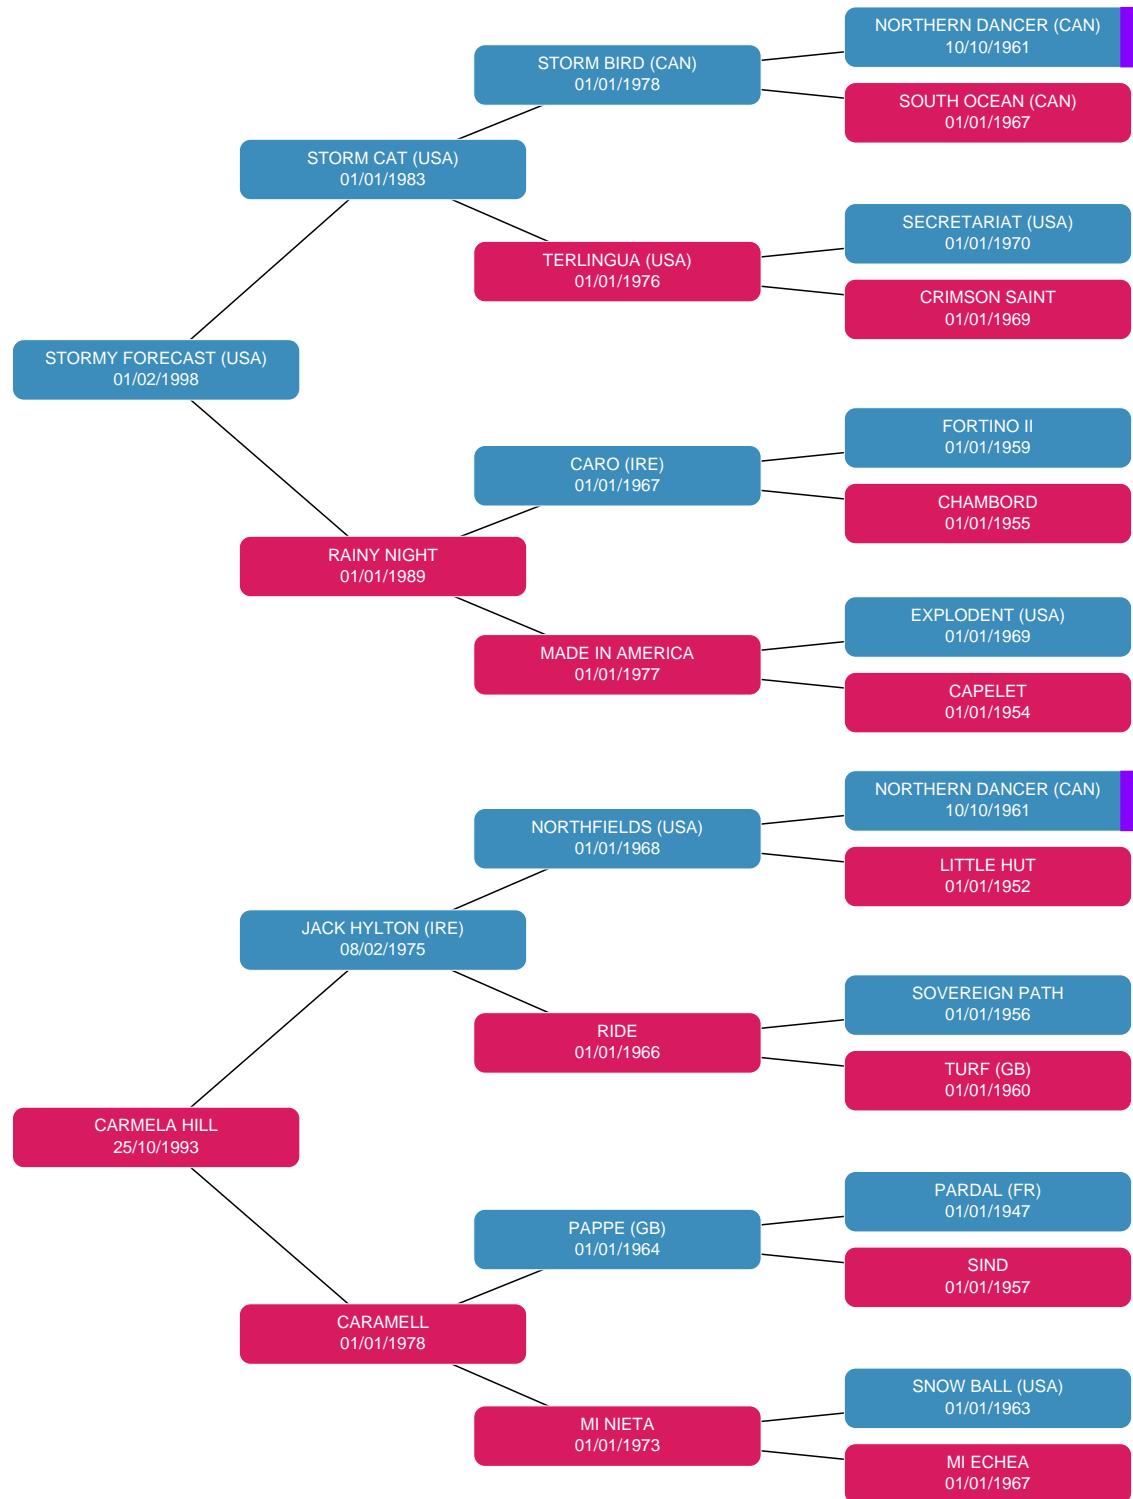 NORTHERN DANCER (CAN)
10/10/1961
STORM BIRD (CAN)
01/01/1978
SOUTH OCEAN (CAN)
01/01/1967
STORM CAT (USA)
01/01/1983
SECRETARIAT (USA)
01/01/1970
TERLINGUA (USA)
01/01/1976
CRIMSON SAINT
01/01/1969
STORMY FORECAST (USA)
01/02/1998
FORTINO II
01/01/1959
CARO (IRE)
01/01/1967
CHAMBORD
01/01/1955
RAINY NIGHT
01/01/1989
EXPLODENT (USA)
01/01/1969
MADE IN AMERICA
01/01/1977
CAPELET
01/01/1954
NORTHERN DANCER (CAN)
10/10/1961
NORTHFIELDS (USA)
01/01/1968
LITTLE HUT
01/01/1952
JACK HYLTON (IRE)
08/02/1975
SOVEREIGN PATH
01/01/1956
RIDE
01/01/1966
TURF (GB)
01/01/1960
CARMELA HILL
25/10/1993
PARDAL (FR)
01/01/1947
PAPPE (GB)
01/01/1964
SIND
01/01/1957
CARAMELL
01/01/1978
SNOW BALL (USA)
01/01/1963
MI NIETA
01/01/1973
MI ECHEA
01/01/1967